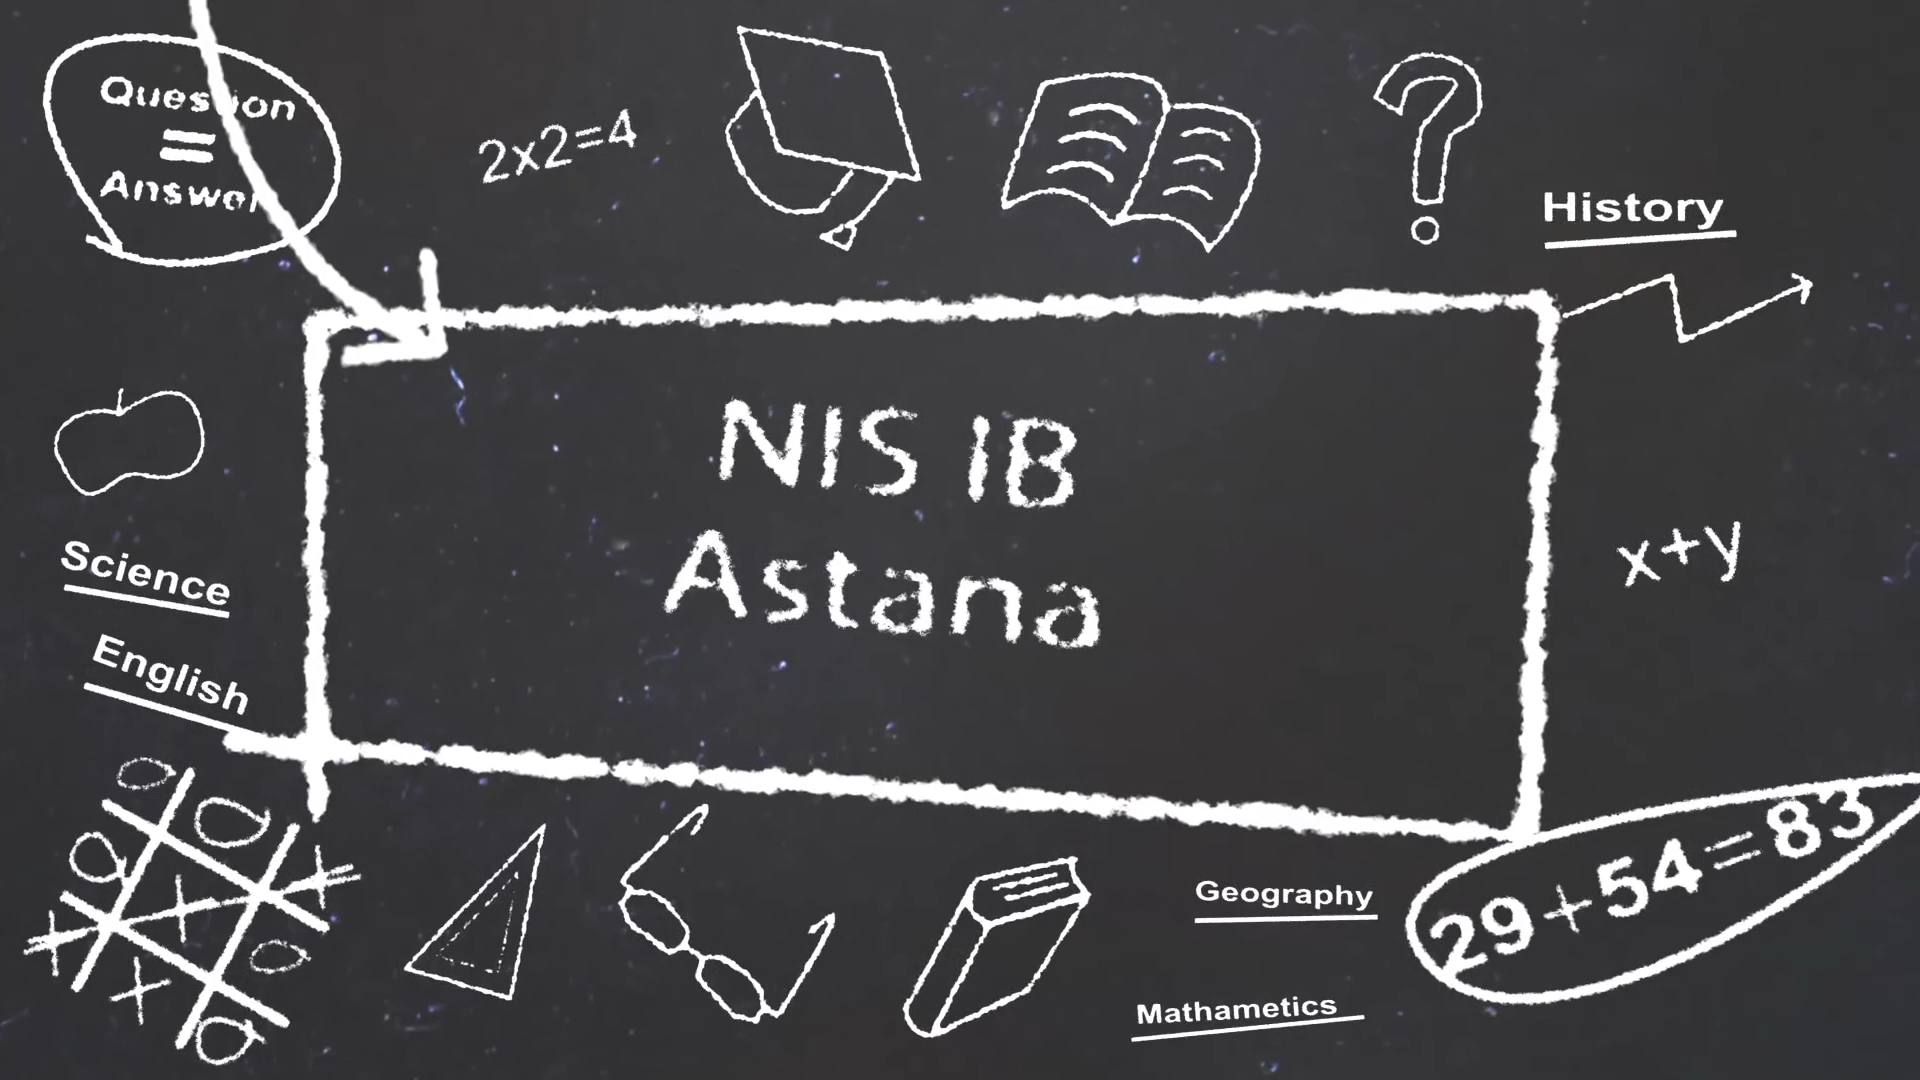 Question
=
Answer
2x2=4
History
NIS IB
Astana
x+y
Science
English
O O
O X X
X X O
O
29+54=83
Geography
Mathametics